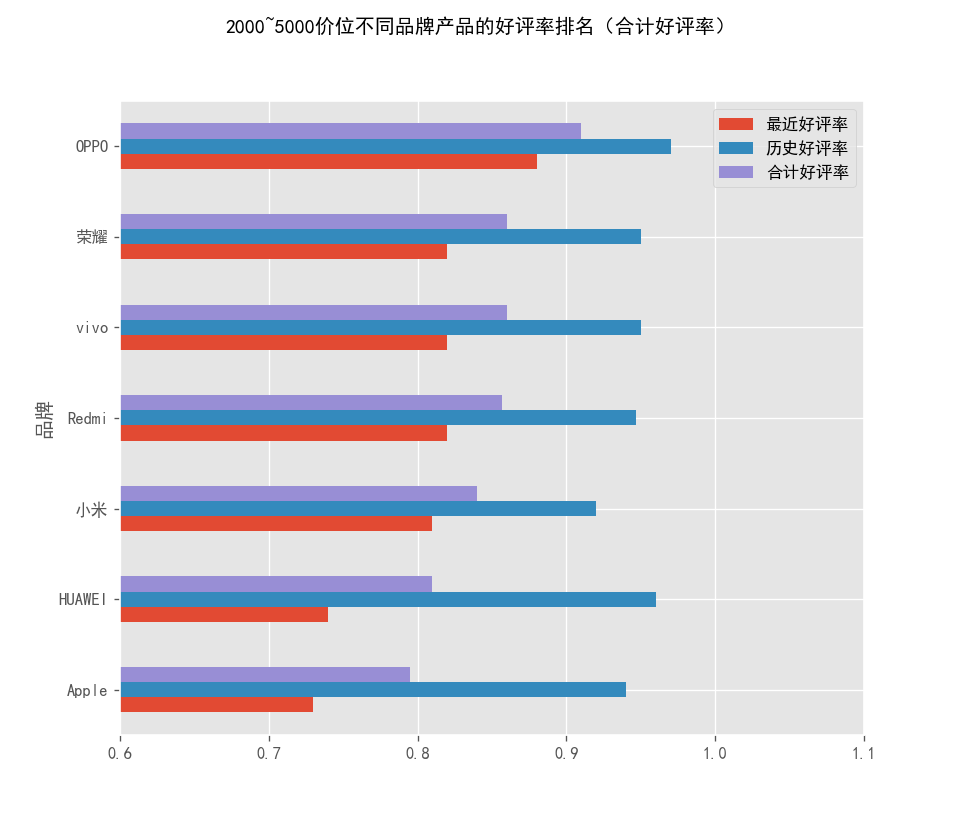 2000~5000价位不同品牌产品的好评率排名（合计好评率）
最近好评率
历史好评率
合计好评率
品牌
OPPO
荣耀
vivo
Redmi
小米
HUAWEI
Apple
0.6 0.7 0.8 0.9 1.0 1.1